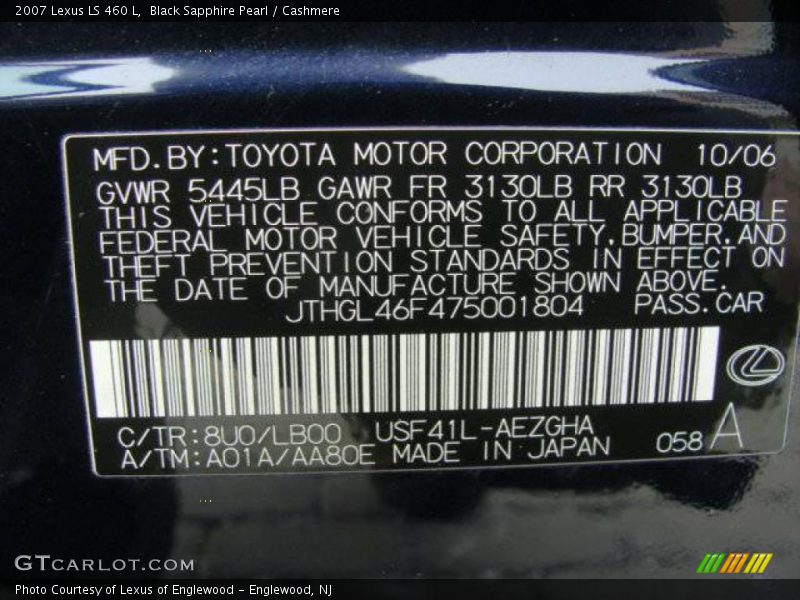 2007 Lexus LS 460 L,  Black Sapphire Pearl / Cashmere
MFD.BY:TOYOTA MOTOR CORPORATION 10/06
GVWR 5445LB GAWR FR 3130LB RR 3130LB
THIS VEHICLE CONFORMS TO ALL APPLICABLE
FEDERAL MOTOR VEHICLE SAFETY,BUMPER,AND
THEFT PREVENTION STANDARDS IN EFFECT ON
THE DATE OF MANUFACTURE SHOWN ABOVE.
JTHGL46F475001804 PASS.CAR
C/TR:8U0/LB00 USF41L-AEZGHA
A/TM:A01A/AA80E MADE IN JAPAN 058 A
GTCARLOT.COM
Photo Courtesy of Lexus of Englewood - Englewood, NJ